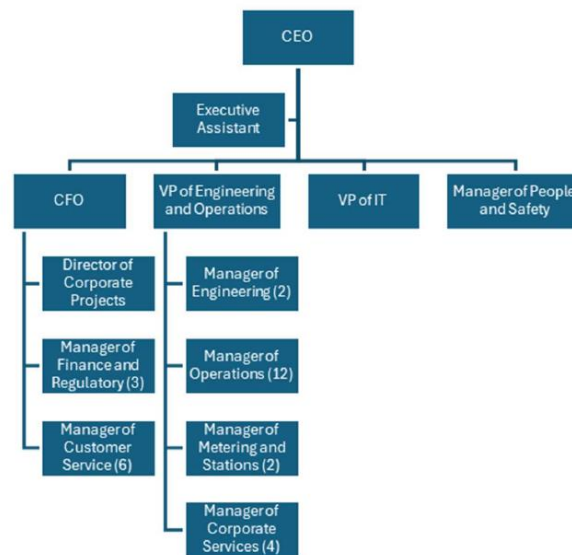 CEO
Executive
Assistant
CFO
VP of Engineering
and Operations
VP of IT
Manager of People
and Safety
Director of
Corporate
Projects
Manager of
Finance and
Regulatory (3)
Manager of
Customer
Service (6)
Manager of
Engineering (2)
Manager of
Operations (12)
Manager of
Metering and
Stations (2)
Manager of
Corporate
Services (4)